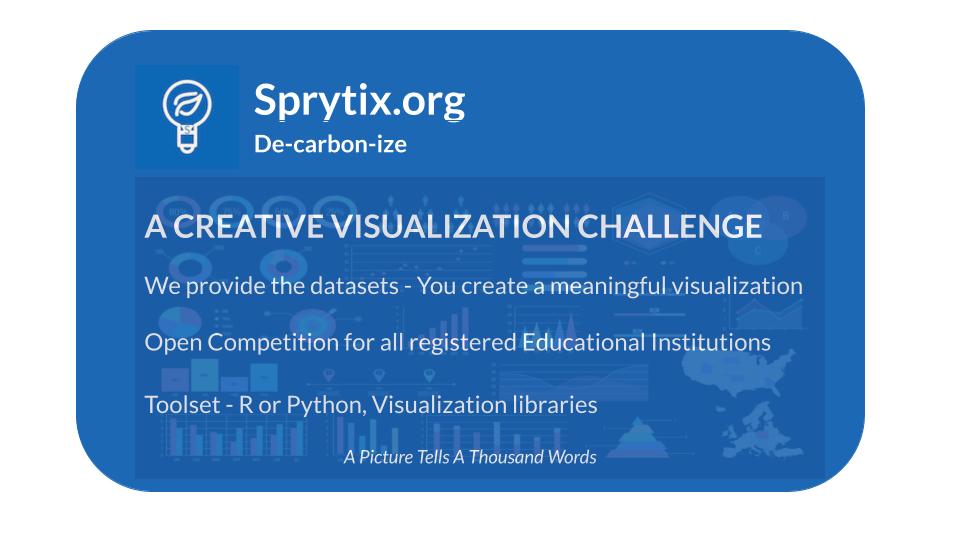 Sprytix.org
De-carbon-ize
A CREATIVE VISUALIZATION CHALLENGE
We provide the datasets - You create a meaningful visualization
Open Competition for all registered Educational Institutions
Toolset - R or Python, Visualization libraries
A Picture Tells A Thousand Words